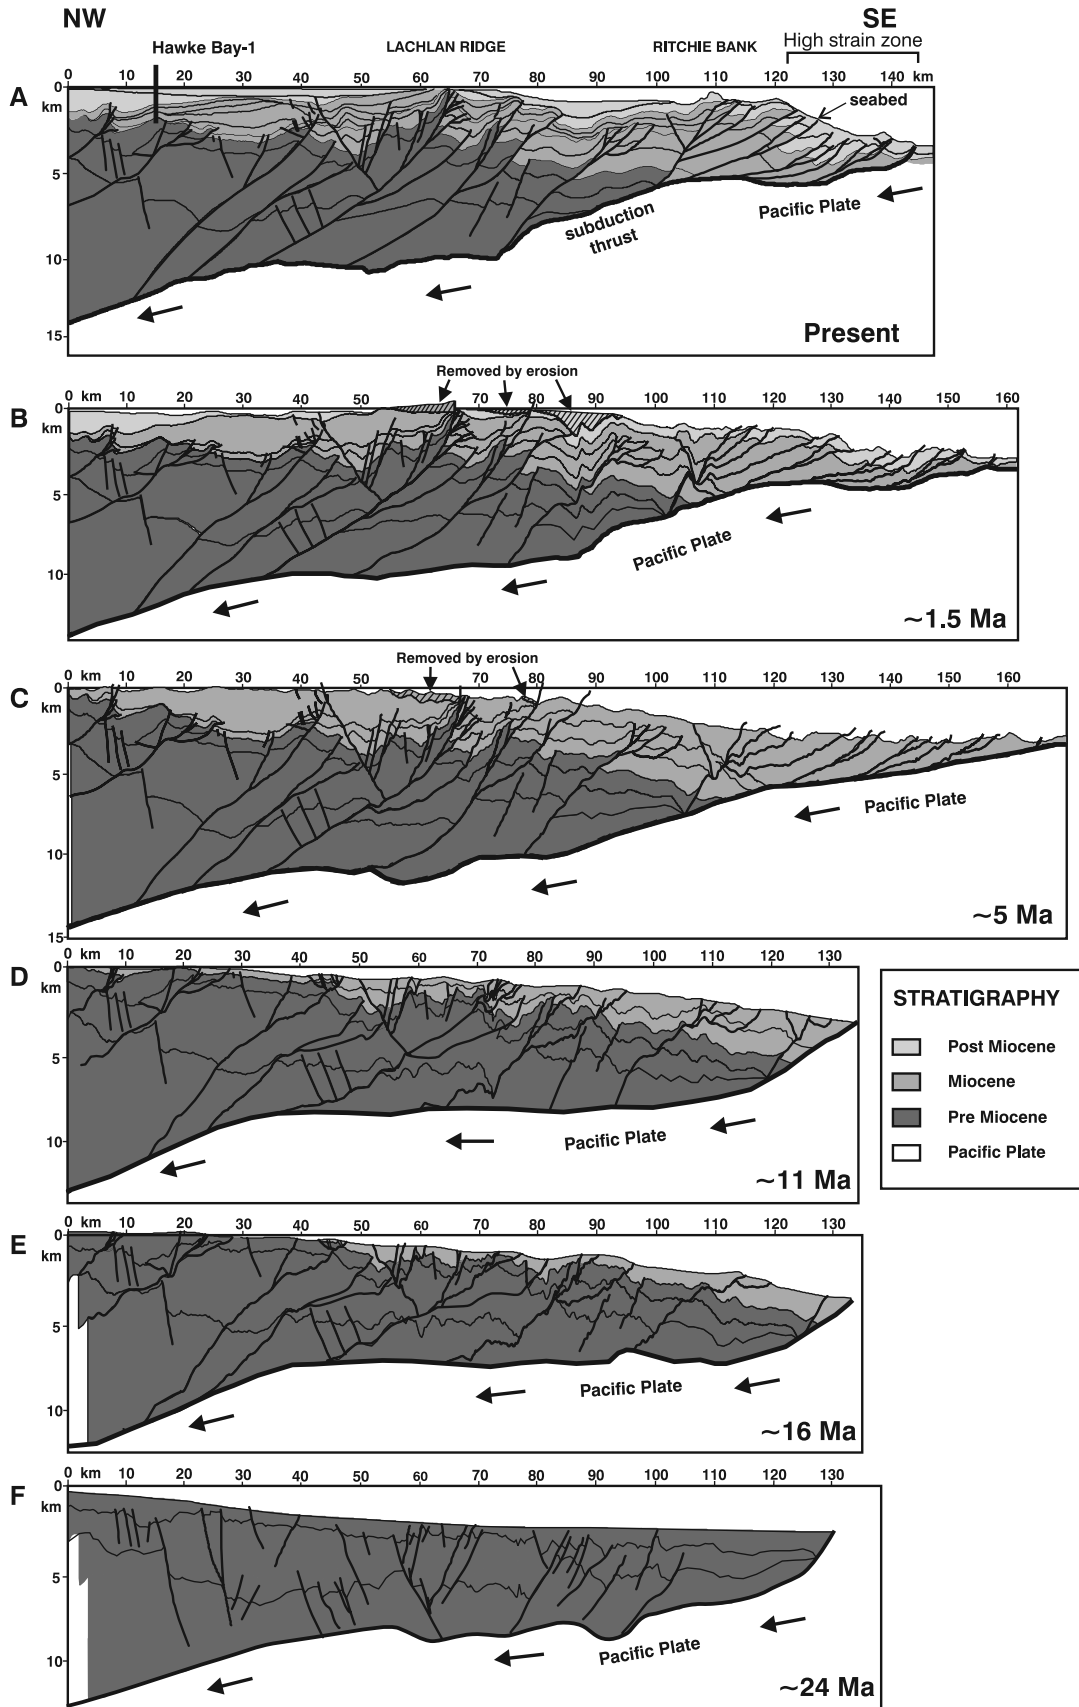 NW SE
High strain zone
Hawke Bay-1 LACHLAN RIDGE RITCHIE BANK
0 10 20 30 40 50 60 70 80 90 100 110 120 130 140 km
A
0
km
5
10
15
seabed
Pacific Plate
subduction
thrust
Present
Removed by erosion
0 km 10 20 30 40 50 60 70 80 90 100 110 120 130 140 150 160
B
0
km
5
10
Pacific Plate
~1.5 Ma
Removed by erosion
0 km 10 20 30 40 50 60 70 80 90 100 110 120 130 140 150 160
C
0
km
5
10
15
Pacific Plate
~5 Ma
0 km 10 20 30 40 50 60 70 80 90 100 110 120 130
D
0
km
5
10
Pacific Plate
~11 Ma
STRATIGRAPHY
Post Miocene
Miocene
Pre Miocene
Pacific Plate
0 km 10 20 30 40 50 60 70 80 90 100 110 120 130
E
0
km
5
10
Pacific Plate
~16 Ma
0 km 10 20 30 40 50 60 70 80 90 100 110 120 130
F
0
km
5
10
Pacific Plate
~24 Ma